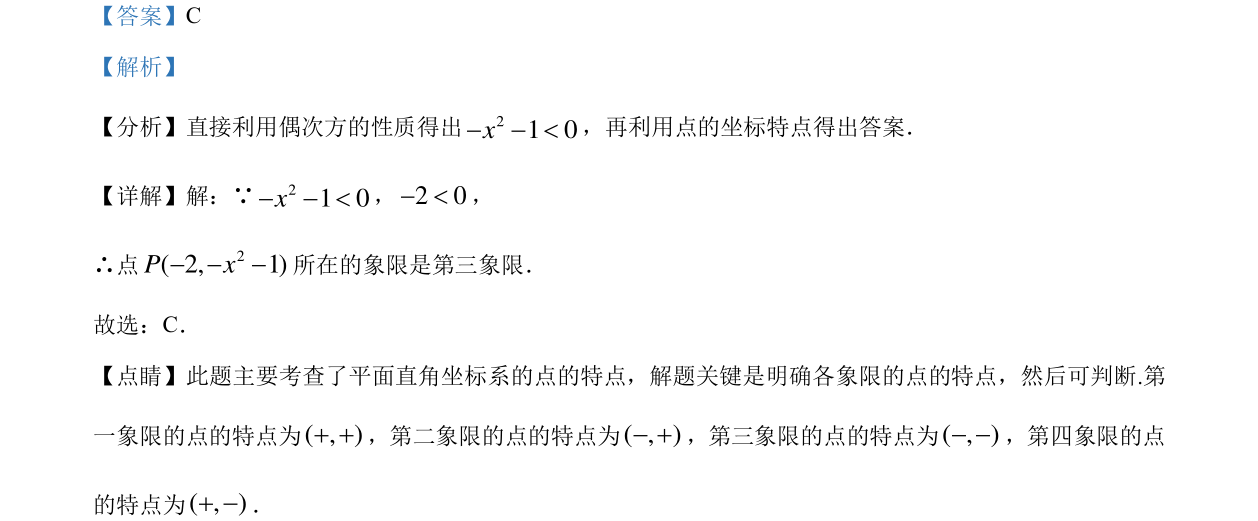 【答案】C
【解析】
【分析】直接利用偶次方的性质得出 −x² −1<0，再利用点的坐标特点得出答案．
【详解】解：∵ −x² −1<0，−2<0，
∴点 P(−2,−x² −1) 所在的象限是第三象限．
故选：C．
【点睛】此题主要考查了平面直角坐标系的点的特点，解题关键是明确各象限的点的特点，然后可判断.第
一象限的点的特点为(+,+)，第二象限的点的特点为(−,+)，第三象限的点的特点为(−,−)，第四象限的点
的特点为(+,−)．